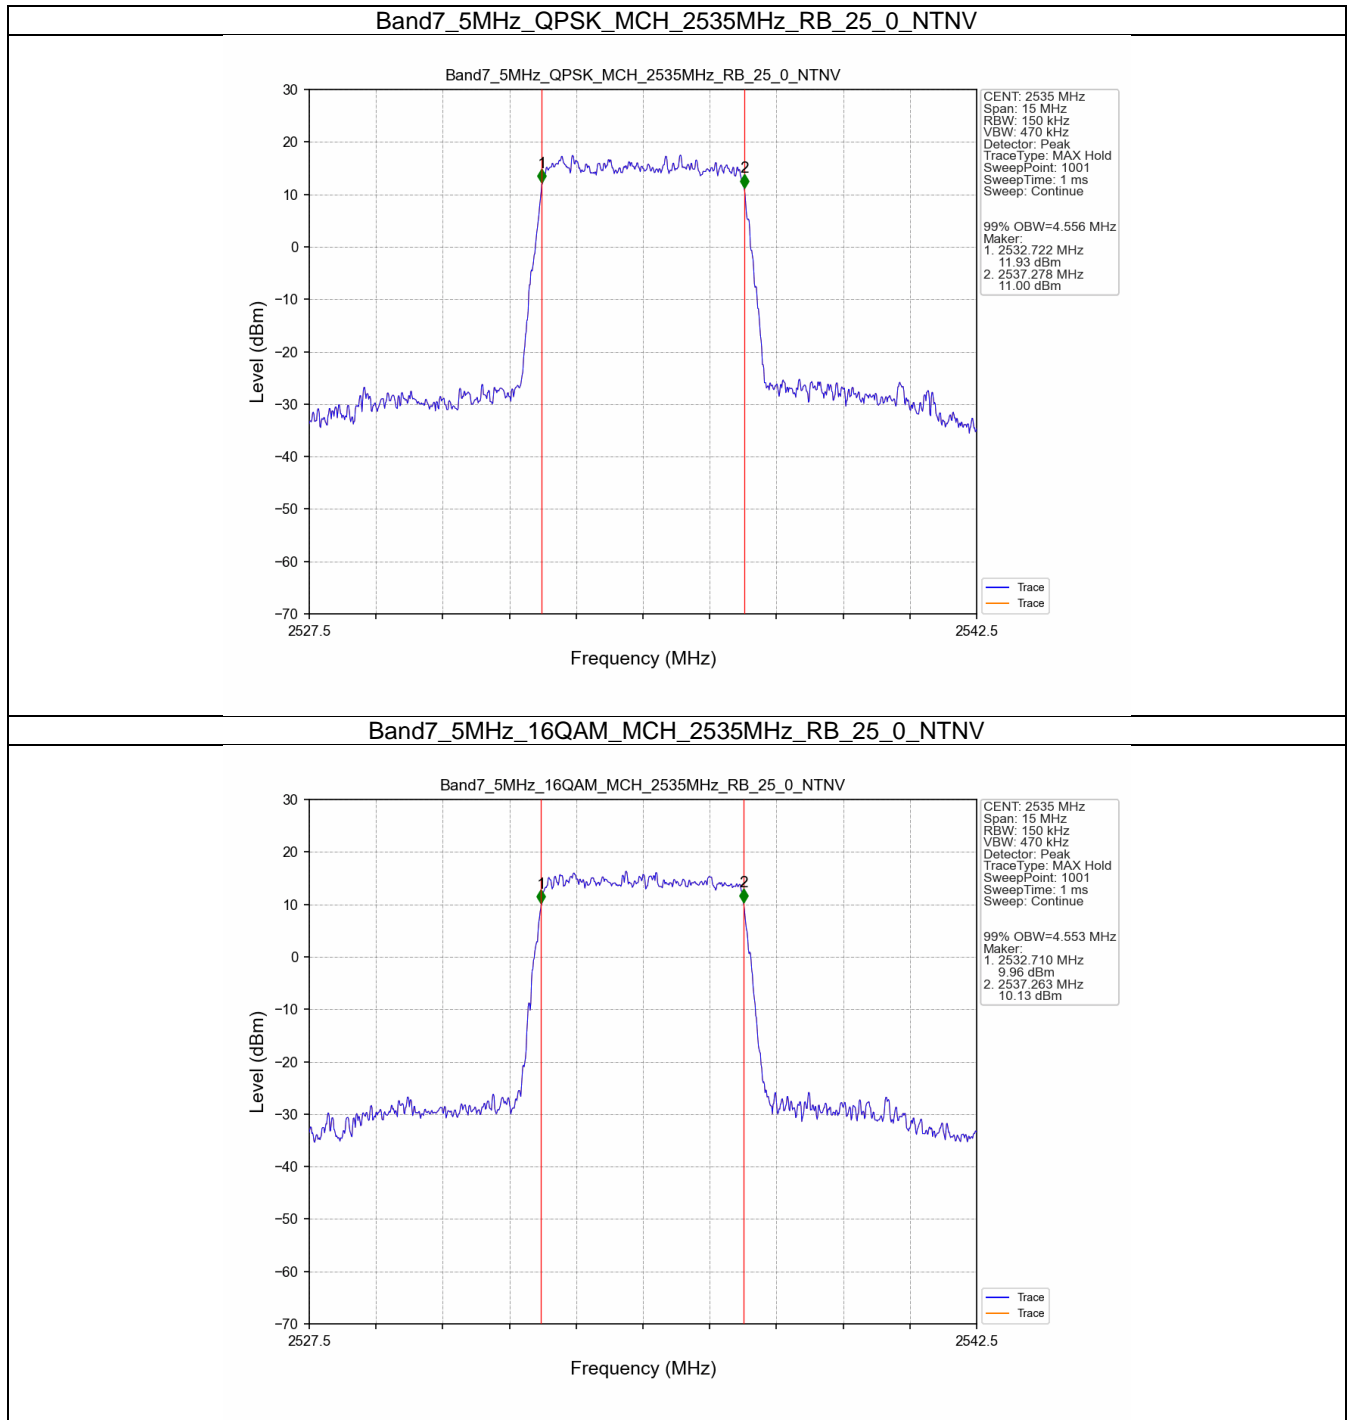 Band7_5MHz_QPSK_MCH_2535MHz_RB_25_0_NTNV
Band7_5MHz_QPSK_MCH_2535MHz_RB_25_0_NTNV
30
20
10
0
−10
−20
−30
−40
−50
−60
−70
Level (dBm)
1
2
2527.5
2542.5
Frequency (MHz)
CENT: 2535 MHz
Span: 15 MHz
RBW: 150 kHz
VBW: 470 kHz
Detector: Peak
TraceType: MAX Hold
SweepPoint: 1001
SweepTime: 1 ms
Sweep: Continue
99% OBW=4.556 MHz
Maker:
1. 2532.722 MHz
11.93 dBm
2. 2537.278 MHz
11.00 dBm
Trace
Trace
Band7_5MHz_16QAM_MCH_2535MHz_RB_25_0_NTNV
Band7_5MHz_16QAM_MCH_2535MHz_RB_25_0_NTNV
30
20
10
0
−10
−20
−30
−40
−50
−60
−70
Level (dBm)
1
2
2527.5
2542.5
Frequency (MHz)
CENT: 2535 MHz
Span: 15 MHz
RBW: 150 kHz
VBW: 470 kHz
Detector: Peak
TraceType: MAX Hold
SweepPoint: 1001
SweepTime: 1 ms
Sweep: Continue
99% OBW=4.553 MHz
Maker:
1. 2532.710 MHz
9.96 dBm
2. 2537.263 MHz
10.13 dBm
Trace
Trace